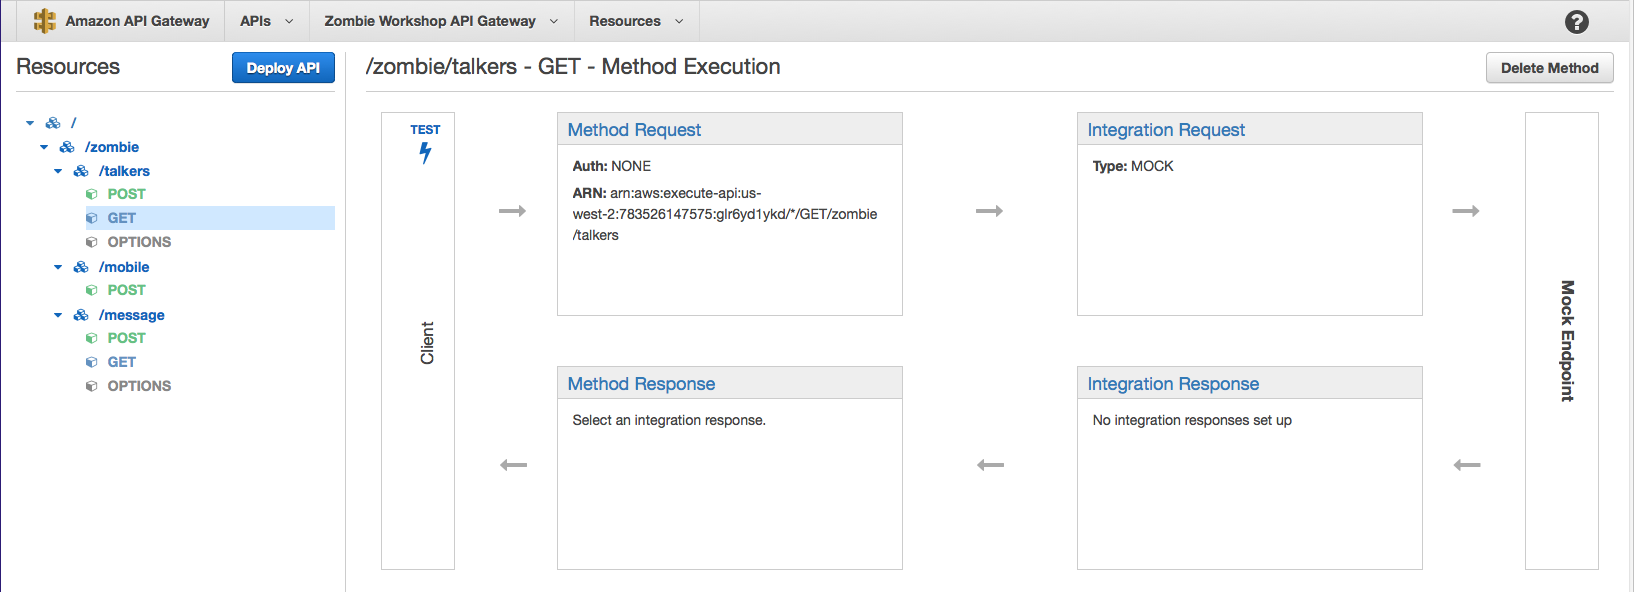 Amazon API Gateway
APIs
Zombie Workshop API Gateway
Resources
?
Resources
Deploy API
/
/zombie
/talkers
POST
GET
OPTIONS
/mobile
POST
/message
POST
GET
OPTIONS
/zombie/talkers - GET - Method Execution
Delete Method
TEST
Client
Method Request
Auth: NONE
ARN: arn:aws:execute-api:us-
west-2:783526147575:glr6yd1ykd/*/GET/zombie
/talkers
Integration Request
Type: MOCK
Mock Endpoint
Method Response
Select an integration response.
Integration Response
No integration responses set up